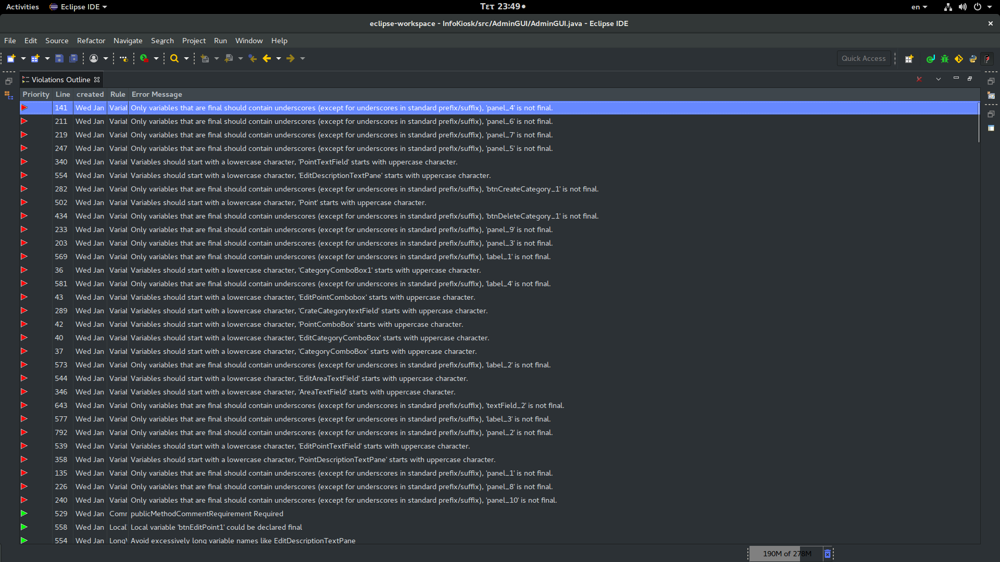 Activities Eclipse IDE Τετ 23:49 en
eclipse-workspace - InfoKiosk/src/AdminGUI/AdminGUI.java - Eclipse IDE
File Edit Source Refactor Navigate Search Project Run Window Help
Quick Access
Violations Outline
Priority Line created Rule Error Message
141 Wed Jan Varial Only variables that are final should contain underscores (except for underscores in standard prefix/suffix), 'panel_4' is not final.
211 Wed Jan Varial Only variables that are final should contain underscores (except for underscores in standard prefix/suffix), 'panel_6' is not final.
219 Wed Jan Varial Only variables that are final should contain underscores (except for underscores in standard prefix/suffix), 'panel_7' is not final.
247 Wed Jan Varial Only variables that are final should contain underscores (except for underscores in standard prefix/suffix), 'panel_5' is not final.
340 Wed Jan Varial Variables should start with a lowercase character, 'PointTextField' starts with uppercase character.
554 Wed Jan Varial Variables should start with a lowercase character, 'EditDescriptionTextPane' starts with uppercase character.
282 Wed Jan Varial Only variables that are final should contain underscores (except for underscores in standard prefix/suffix), 'btnCreateCategory_1' is not final.
502 Wed Jan Varial Variables should start with a lowercase character, 'Point' starts with uppercase character.
434 Wed Jan Varial Only variables that are final should contain underscores (except for underscores in standard prefix/suffix), 'btnDeleteCategory_1' is not final.
233 Wed Jan Varial Only variables that are final should contain underscores (except for underscores in standard prefix/suffix), 'panel_9' is not final.
203 Wed Jan Varial Only variables that are final should contain underscores (except for underscores in standard prefix/suffix), 'panel_3' is not final.
569 Wed Jan Varial Only variables that are final should contain underscores (except for underscores in standard prefix/suffix), 'label_1' is not final.
36 Wed Jan Varial Variables should start with a lowercase character, 'CategoryComboBox1' starts with uppercase character.
581 Wed Jan Varial Only variables that are final should contain underscores (except for underscores in standard prefix/suffix), 'label_4' is not final.
43 Wed Jan Varial Variables should start with a lowercase character, 'EditPointCombobox' starts with uppercase character.
289 Wed Jan Varial Variables should start with a lowercase character, 'CrateCategorytextField' starts with uppercase character.
42 Wed Jan Varial Variables should start with a lowercase character, 'PointComboBox' starts with uppercase character.
40 Wed Jan Varial Variables should start with a lowercase character, 'EditCategoryComboBox' starts with uppercase character.
37 Wed Jan Varial Variables should start with a lowercase character, 'CategoryComboBox' starts with uppercase character.
573 Wed Jan Varial Only variables that are final should contain underscores (except for underscores in standard prefix/suffix), 'label_2' is not final.
544 Wed Jan Varial Variables should start with a lowercase character, 'EditAreaTextField' starts with uppercase character.
346 Wed Jan Varial Variables should start with a lowercase character, 'AreaTextField' starts with uppercase character.
643 Wed Jan Varial Only variables that are final should contain underscores (except for underscores in standard prefix/suffix), 'textField_2' is not final.
577 Wed Jan Varial Only variables that are final should contain underscores (except for underscores in standard prefix/suffix), 'label_3' is not final.
792 Wed Jan Varial Only variables that are final should contain underscores (except for underscores in standard prefix/suffix), 'panel_2' is not final.
539 Wed Jan Varial Variables should start with a lowercase character, 'EditPointTextField' starts with uppercase character.
358 Wed Jan Varial Variables should start with a lowercase character, 'PointDescriptionTextPane' starts with uppercase character.
135 Wed Jan Varial Only variables that are final should contain underscores (except for underscores in standard prefix/suffix), 'panel_1' is not final.
226 Wed Jan Varial Only variables that are final should contain underscores (except for underscores in standard prefix/suffix), 'panel_8' is not final.
240 Wed Jan Varial Only variables that are final should contain underscores (except for underscores in standard prefix/suffix), 'panel_10' is not final.
529 Wed Jan Comr publicMethodCommentRequirement Required
558 Wed Jan Local Local variable 'btnEditPoint1' could be declared final
554 Wed Jan Long Avoid excessively long variable names like EditDescriptionTextPane
190M of 278M